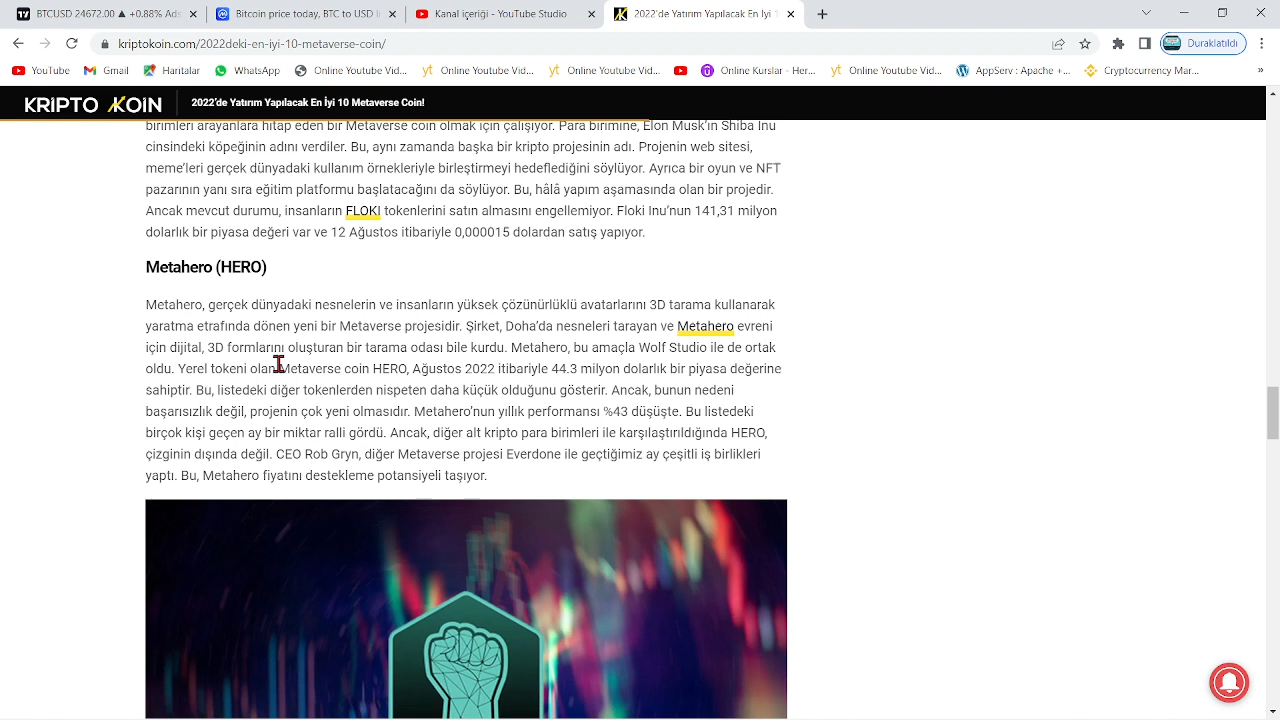 BTCUSD 24672.00 ▲ +0.88% Ads
Bitcoin price today, BTC to USD li
Kanal içeriği - YouTube Studio
2022'de Yatırım Yapılacak En İyi 1
kriptokoin.com/2022deki-en-iyi-10-metaverse-coin/
Duraklatıldı
YouTube
Gmail
Haritalar
WhatsApp
Online Youtube Vid...
Online Youtube Vid...
Online Youtube Vid...
Online Kurslar - Her...
Online Youtube Vid...
AppServ : Apache +...
Cryptocurrency Mar...
»
KRİPTO KOIN
2022'de Yatırım Yapılacak En İyi 10 Metaverse Coin!
birimleri arayanlara hitap eden bir Metaverse coin olmak için çalışıyor. Para birimine, Elon Musk'ın Shiba Inu
cinsindeki köpeğinin adını verdiler. Bu, aynı zamanda başka bir kripto projesinin adı. Projenin web sitesi,
meme'leri gerçek dünyadaki kullanım örnekleriyle birleştirmeyi hedeflediğini söylüyor. Ayrıca bir oyun ve NFT
pazarının yanı sıra eğitim platformu başlatacağını da söylüyor. Bu, hâlâ yapım aşamasında olan bir projedir.
Ancak mevcut durumu, insanların FLOKI tokenlerini satın almasını engellemiyor. Floki Inu'nun 141,31 milyon
dolarlık bir piyasa değeri var ve 12 Ağustos itibariyle 0,000015 dolardan satış yapıyor.
Metahero (HERO)
Metahero, gerçek dünyadaki nesnelerin ve insanların yüksek çözünürlüklü avatarlarını 3D tarama kullanarak
yaratma etrafında dönen yeni bir Metaverse projesidir. Şirket, Doha'da nesneleri tarayan ve Metahero evreni
için dijital, 3D formlarını oluşturan bir tarama odası bile kurdu. Metahero, bu amaçla Wolf Studio ile de ortak
oldu. Yerel tokeni olan Metaverse coin HERO, Ağustos 2022 itibariyle 44.3 milyon dolarlık bir piyasa değerine
sahiptir. Bu, listedeki diğer tokenlerden nispeten daha küçük olduğunu gösterir. Ancak, bunun nedeni
başarısızlık değil, projenin çok yeni olmasıdır. Metahero'nun yıllık performansı %43 düşüşte. Bu listedeki
birçok kişi geçen ay bir miktar ralli gördü. Ancak, diğer alt kripto para birimleri ile karşılaştırıldığında HERO,
çizginin dışında değil. CEO Rob Gryn, diğer Metaverse projesi Everdone ile geçtiğimiz ay çeşitli iş birlikleri
yaptı. Bu, Metahero fiyatını destekleme potansiyeli taşıyor.